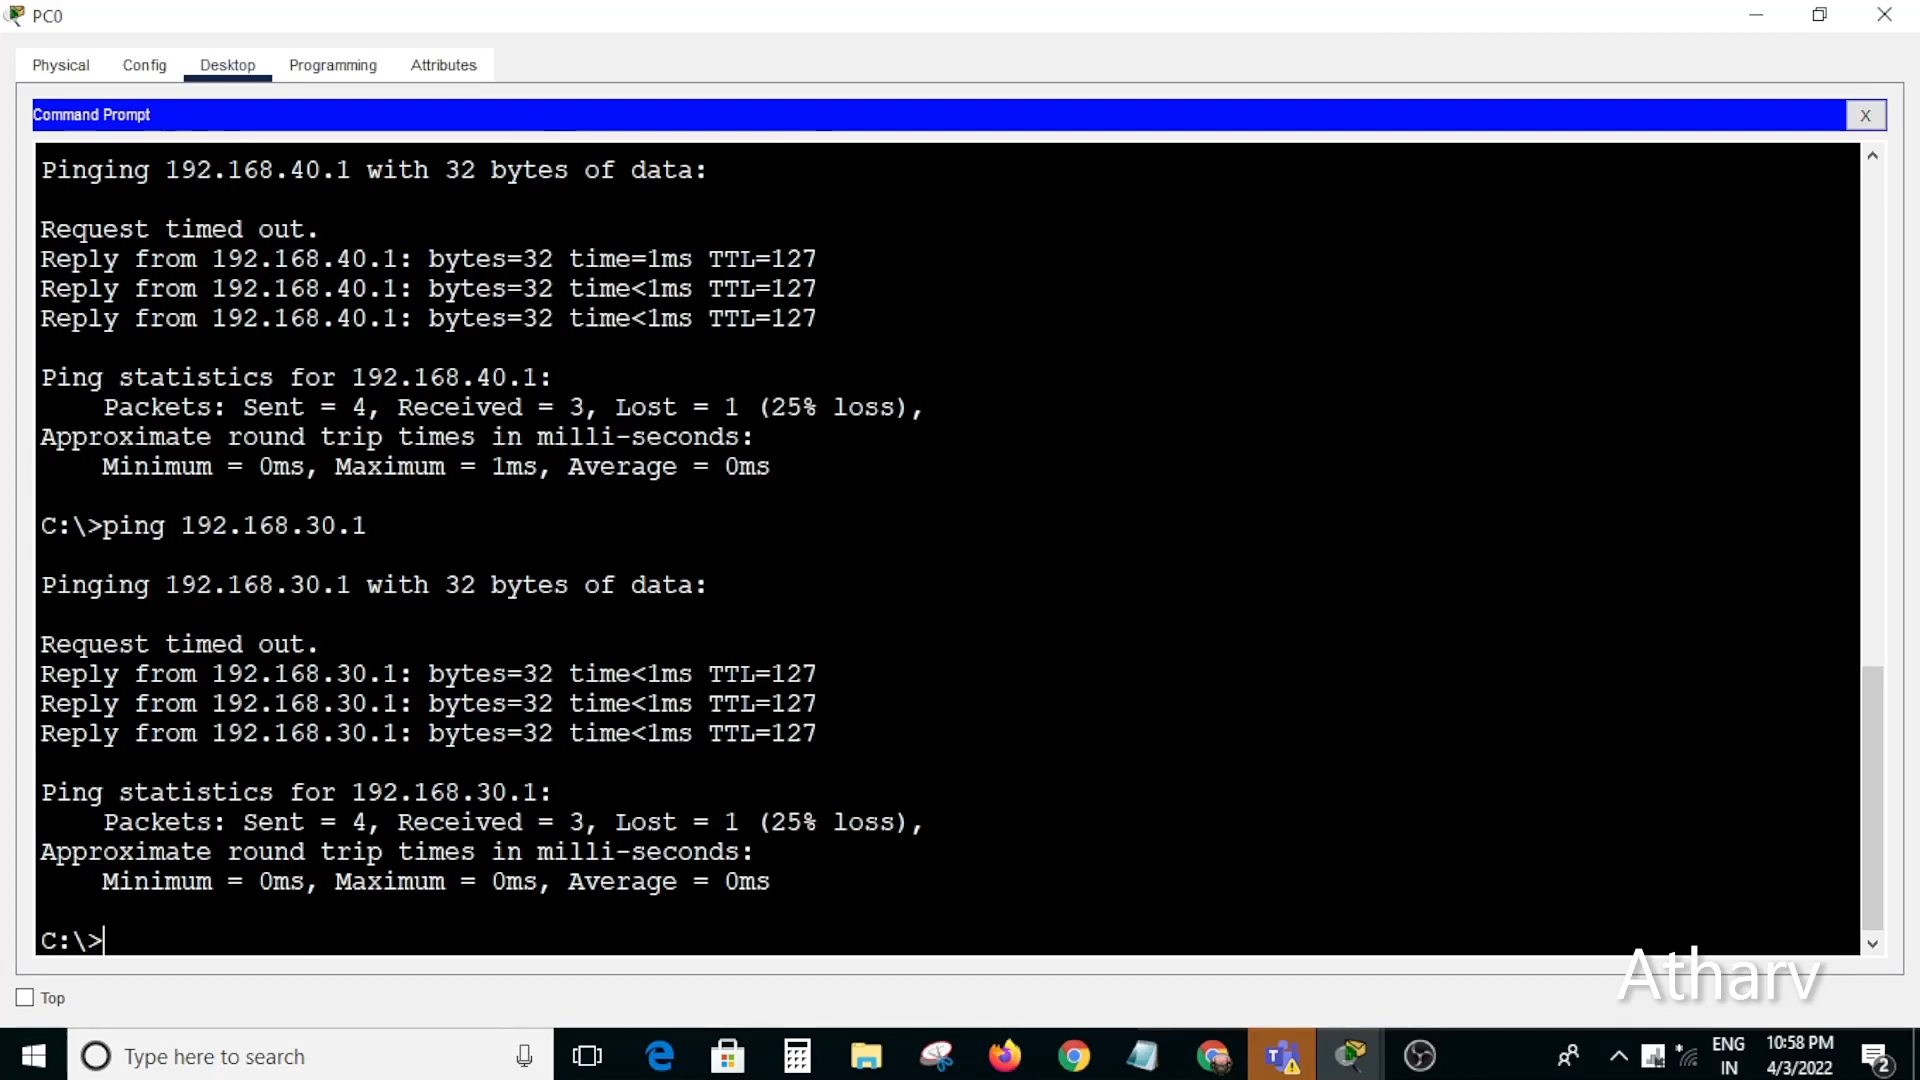 PC0
Physical Config Desktop Programming Attributes
Command Prompt X
Pinging 192.168.40.1 with 32 bytes of data:
Request timed out.
Reply from 192.168.40.1: bytes=32 time=1ms TTL=127
Reply from 192.168.40.1: bytes=32 time<1ms TTL=127
Reply from 192.168.40.1: bytes=32 time<1ms TTL=127
Ping statistics for 192.168.40.1:
Packets: Sent = 4, Received = 3, Lost = 1 (25% loss),
Approximate round trip times in milli-seconds:
Minimum = 0ms, Maximum = 1ms, Average = 0ms
C:\>ping 192.168.30.1
Pinging 192.168.30.1 with 32 bytes of data:
Request timed out.
Reply from 192.168.30.1: bytes=32 time<1ms TTL=127
Reply from 192.168.30.1: bytes=32 time<1ms TTL=127
Reply from 192.168.30.1: bytes=32 time<1ms TTL=127
Ping statistics for 192.168.30.1:
Packets: Sent = 4, Received = 3, Lost = 1 (25% loss),
Approximate round trip times in milli-seconds:
Minimum = 0ms, Maximum = 0ms, Average = 0ms
C:\>
Atharv
Top
Type here to search
ENG
IN
10:58 PM
4/3/2022
2